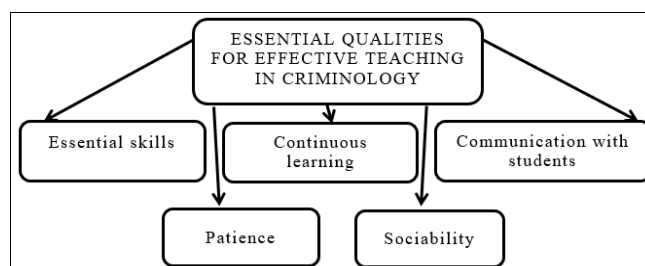 ESSENTIAL QUALITIES
FOR EFFECTIVE TEACHING
IN CRIMINOLOGY
Essential skills
Continuous
learning
Communication with
students
Patience
Sociability